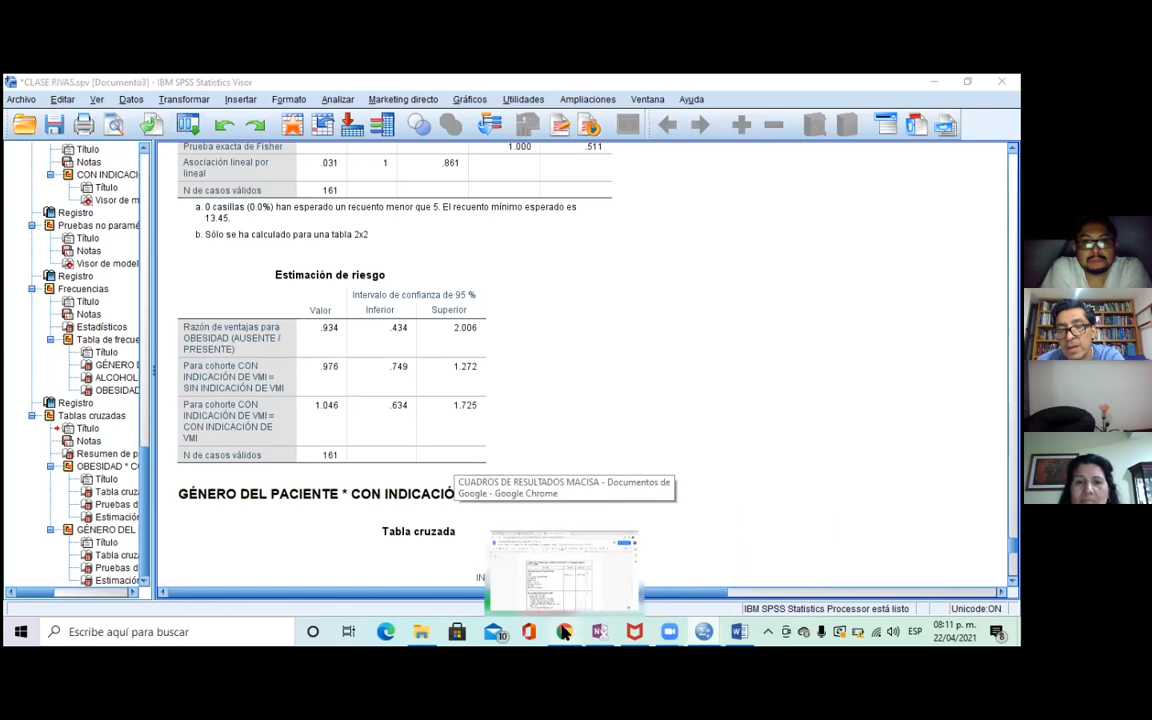 *CLASE RIVAS.spv [Documento3] - IBM SPSS Statistics Visor
Archivo Editar Ver Datos Transformar Insertar Formato Analizar Marketing directo Gráficos Utilidades Ampliaciones Ventana Ayuda
Título
Notas
CON INDICACI
Título
Visor de m
Registro
Pruebas no paramé
Título
Notas
Visor de model
Registro
Frecuencias
Título
Notas
Estadísticos
Tabla de frecue
Título
GÉNERO D
ALCOHOL
OBESIDAD
Registro
Tablas cruzadas
Título
Notas
Resumen de p
OBESIDAD * CO
Título
Tabla cruz
Pruebas d
Estimación
GÉNERO DEL
Título
Tabla cruz
Pruebas d
Estimació
Prueba exacta de Fisher 1.000 .511
Asociación lineal por lineal .031 1 .861
N de casos válidos 161
a. 0 casillas (0.0%) han esperado un recuento menor que 5. El recuento mínimo esperado es
13.45.
b. Sólo se ha calculado para una tabla 2x2
Estimación de riesgo
Intervalo de confianza de 95 %
Valor Inferior Superior
Razón de ventajas para .934 .434 2.006
OBESIDAD (AUSENTE /
PRESENTE)
Para cohorte CON .976 .749 1.272
INDICACIÓN DE VMI =
SIN INDICACIÓN DE VMI
Para cohorte CON 1.046 .634 1.725
INDICACIÓN DE VMI =
CON INDICACIÓN DE
VMI
N de casos válidos 161
CUADROS DE RESULTADOS MACISA - Documentos de
Google - Google Chrome
GÉNERO DEL PACIENTE * CON INDICACIÓ
Tabla cruzada
IN
IBM SPSS Statistics Processor está listo Unicode:ON
Escribe aquí para buscar
10
ESP
08:11 p. m.
22/04/2021
8